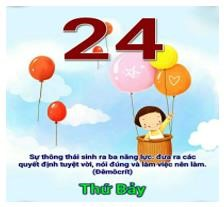 24
Sự thông thái sinh ra ba năng lực: đưa ra các
quyết định tuyệt vời, nói đúng và làm việc nên làm.
(Đêmôcrít)
Thứ Bảy